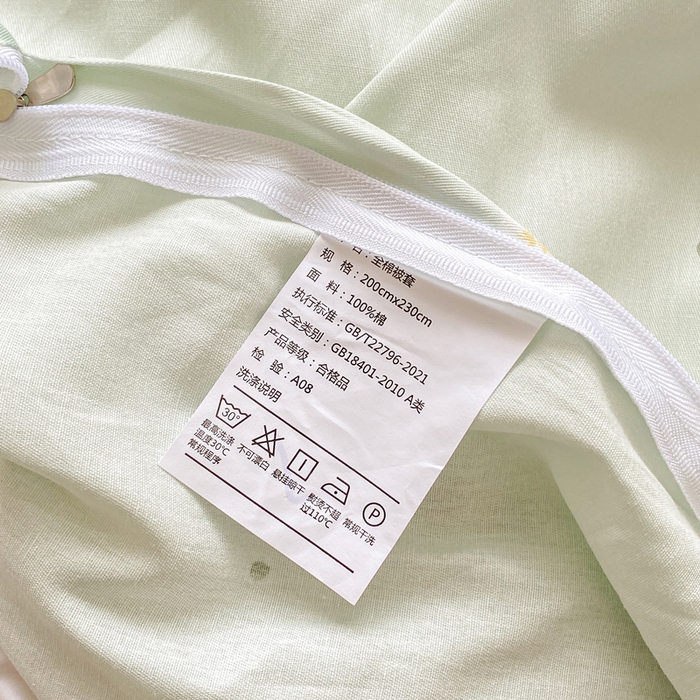 名：全棉被套
规 格：200cmx230cm
面 料：100%棉
执行标准：GB/T22796-2021
安全类别：GB18401-2010 A类
产品等级：合格品
检 验：A08
洗涤说明
30°
P
最高洗涤温度30℃常规程序
不可漂白
悬挂晾干
熨烫不超过110℃
常规干洗